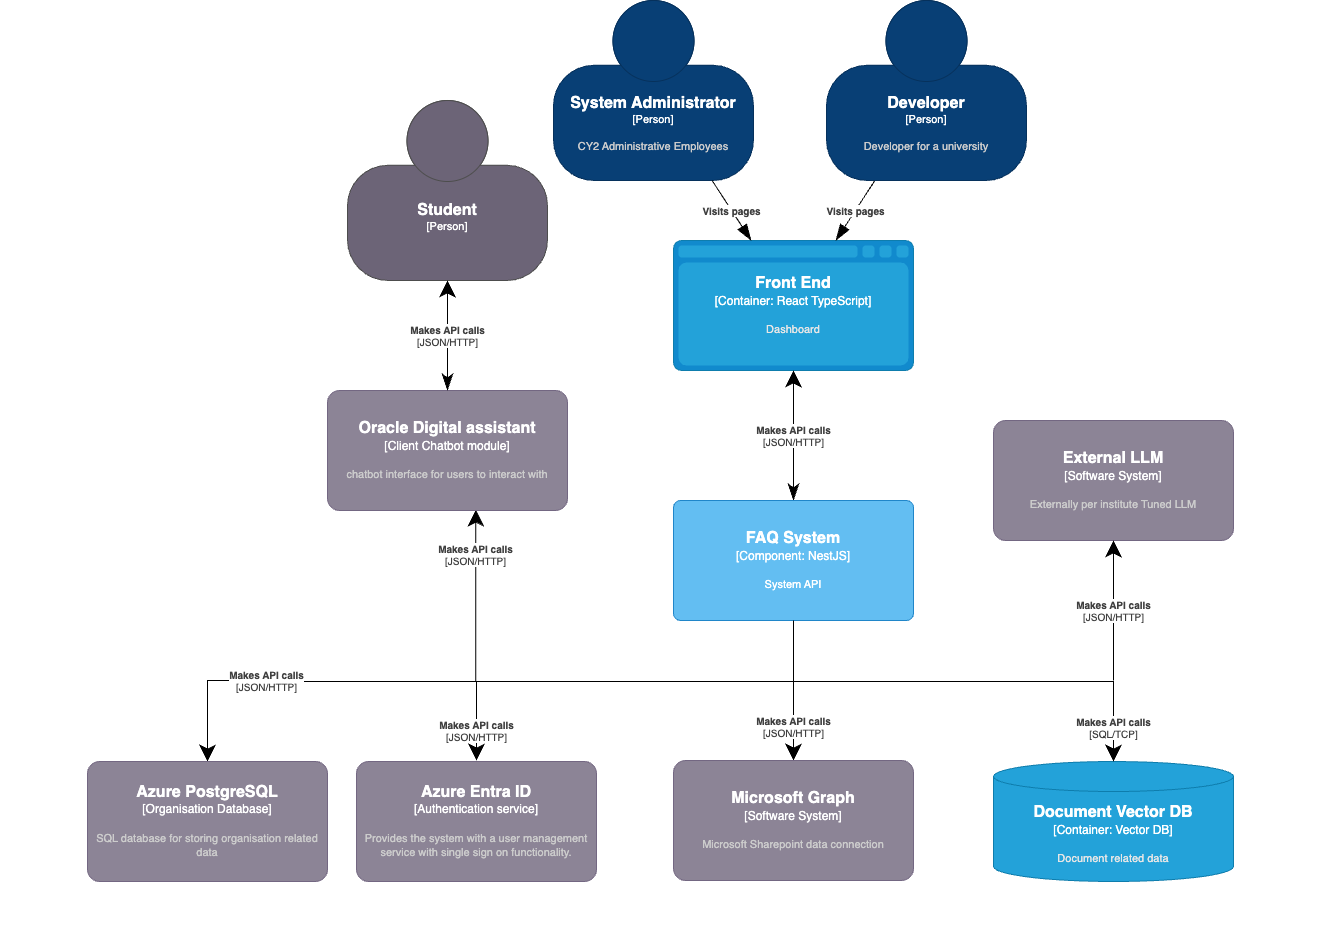 System Administrator
[Person]
CY2 Administrative Employees
Developer
[Person]
Developer for a university
Student
[Person]
Visits pages
Visits pages
Front End
[Container: React TypeScript]
Dashboard
Makes API calls
[JSON/HTTP]
Oracle Digital assistant
[Client Chatbot module]
chatbot interface for users to interact with
Makes API calls
[JSON/HTTP]
External LLM
[Software System]
Externally per institute Tuned LLM
Makes API calls
[JSON/HTTP]
FAQ System
[Component: NestJS]
System API
Makes API calls
[JSON/HTTP]
Makes API calls
[JSON/HTTP]
Makes API calls
[JSON/HTTP]
Makes API calls
[JSON/HTTP]
Makes API calls
[SQL/TCP]
Azure PostgreSQL
[Organisation Database]
SQL database for storing organisation related
data
Azure Entra ID
[Authentication service]
Provides the system with a user management
service with single sign on functionality.
Microsoft Graph
[Software System]
Microsoft Sharepoint data connection
Document Vector DB
[Container: Vector DB]
Document related data